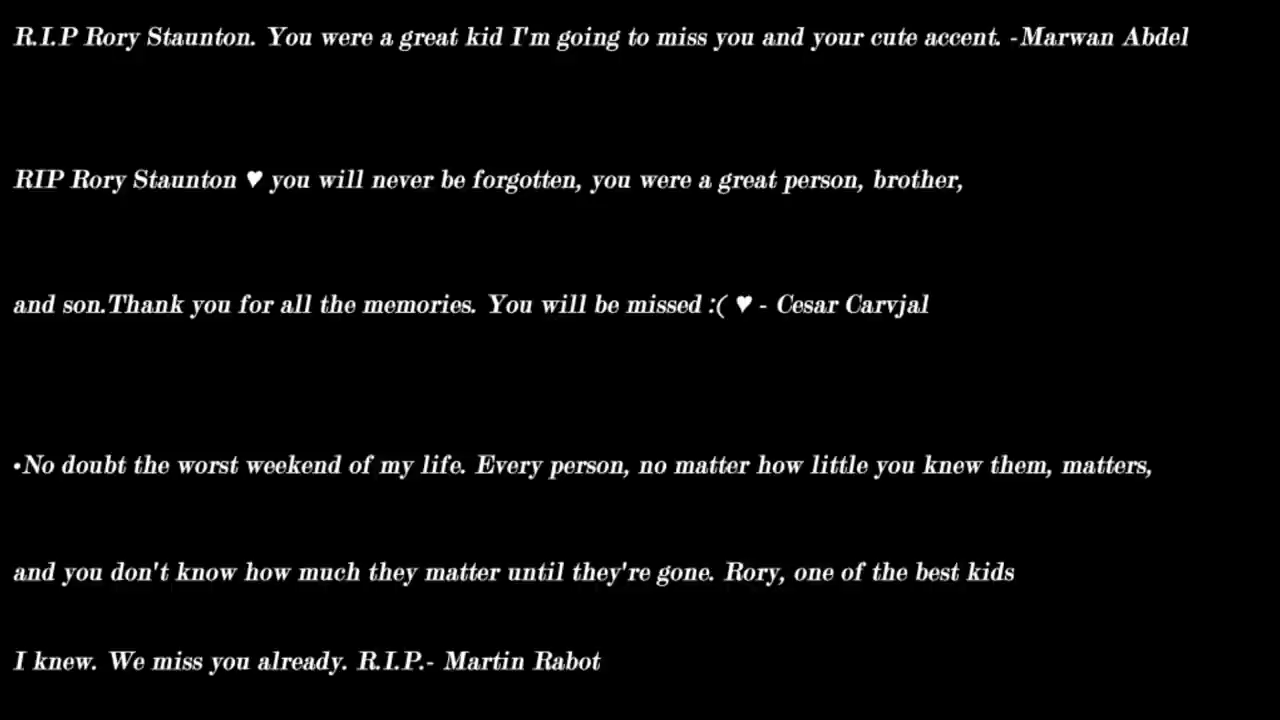 R.I.P Rory Staunton. You were a great kid I'm going to miss you and your cute accent. -Marwan Abdel
RIP Rory Staunton ♥ you will never be forgotten, you were a great person, brother,
and son.Thank you for all the memories. You will be missed :( ♥ - Cesar Carvjal
•No doubt the worst weekend of my life. Every person, no matter how little you knew them, matters,
and you don't know how much they matter until they're gone. Rory, one of the best kids
I knew. We miss you already. R.I.P.- Martin Rabot